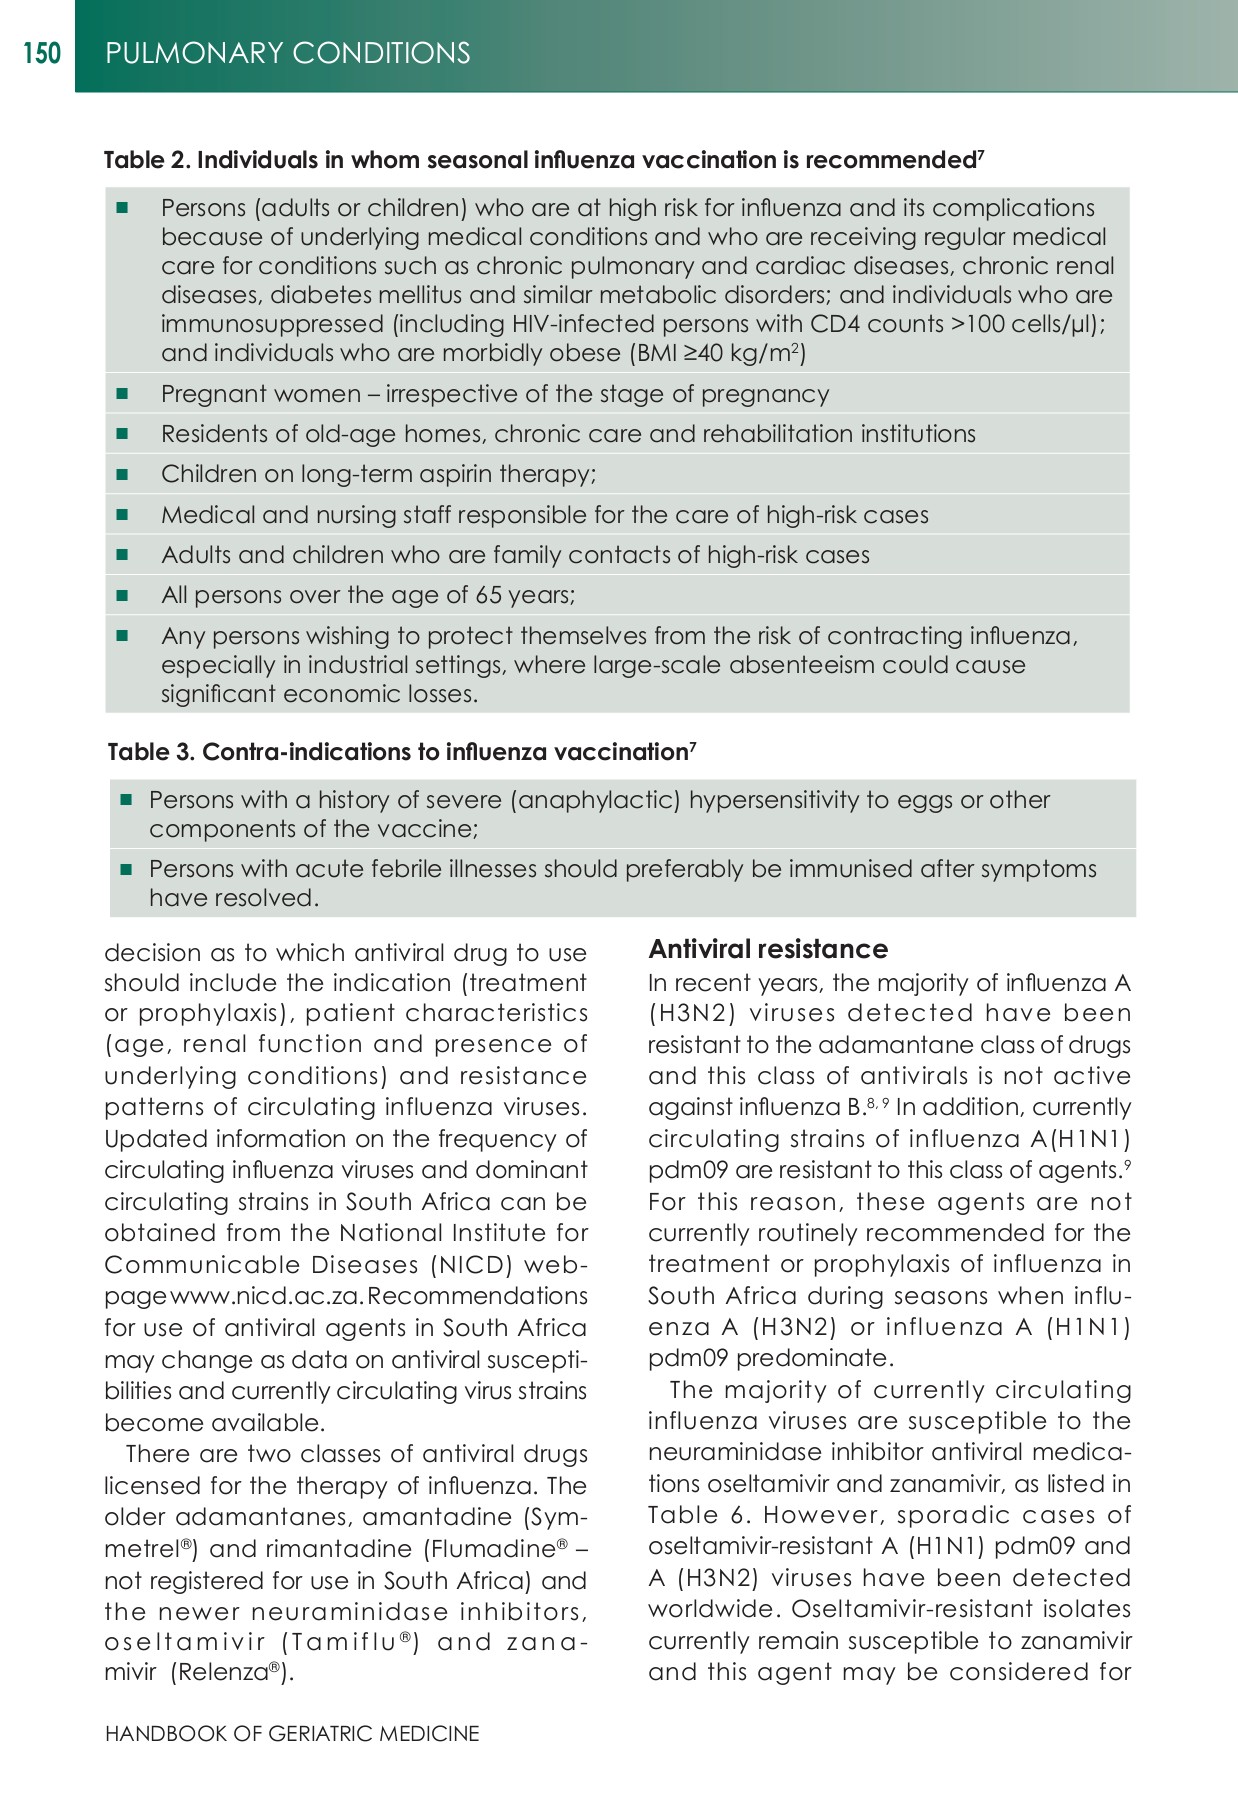 150
PULMONARY CONDITIONS
Table 2. Individuals in whom seasonal influenza vaccination is recommended⁷
■ Persons (adults or children) who are at high risk for influenza and its complications
because of underlying medical conditions and who are receiving regular medical
care for conditions such as chronic pulmonary and cardiac diseases, chronic renal
diseases, diabetes mellitus and similar metabolic disorders; and individuals who are
immunosuppressed (including HIV-infected persons with CD4 counts >100 cells/µl);
and individuals who are morbidly obese (BMI ≥40 kg/m²)
■ Pregnant women – irrespective of the stage of pregnancy
■ Residents of old-age homes, chronic care and rehabilitation institutions
■ Children on long-term aspirin therapy;
■ Medical and nursing staff responsible for the care of high-risk cases
■ Adults and children who are family contacts of high-risk cases
■ All persons over the age of 65 years;
■ Any persons wishing to protect themselves from the risk of contracting influenza,
especially in industrial settings, where large-scale absenteeism could cause
significant economic losses.
Table 3. Contra-indications to influenza vaccination⁷
■ Persons with a history of severe (anaphylactic) hypersensitivity to eggs or other
components of the vaccine;
■ Persons with acute febrile illnesses should preferably be immunised after symptoms
have resolved.
decision as to which antiviral drug to use
should include the indication (treatment
or prophylaxis), patient characteristics
(age, renal function and presence of
underlying conditions) and resistance
patterns of circulating influenza viruses.
Updated information on the frequency of
circulating influenza viruses and dominant
circulating strains in South Africa can be
obtained from the National Institute for
Communicable Diseases (NICD) web-
page www.nicd.ac.za. Recommendations
for use of antiviral agents in South Africa
may change as data on antiviral suscepti-
bilities and currently circulating virus strains
become available.
There are two classes of antiviral drugs
licensed for the therapy of influenza. The
older adamantanes, amantadine (Sym-
metrel®) and rimantadine (Flumadine® –
not registered for use in South Africa) and
the newer neuraminidase inhibitors,
oseltamivir (Tamiflu®) and zana-
mivir (Relenza®).
Antiviral resistance
In recent years, the majority of influenza A
(H3N2) viruses detected have been
resistant to the adamantane class of drugs
and this class of antivirals is not active
against influenza B.⁸,⁹ In addition, currently
circulating strains of influenza A(H1N1)
pdm09 are resistant to this class of agents.⁹
For this reason, these agents are not
currently routinely recommended for the
treatment or prophylaxis of influenza in
South Africa during seasons when influ-
enza A (H3N2) or influenza A (H1N1)
pdm09 predominate.
The majority of currently circulating
influenza viruses are susceptible to the
neuraminidase inhibitor antiviral medica-
tions oseltamivir and zanamivir, as listed in
Table 6. However, sporadic cases of
oseltamivir-resistant A (H1N1) pdm09 and
A (H3N2) viruses have been detected
worldwide. Oseltamivir-resistant isolates
currently remain susceptible to zanamivir
and this agent may be considered for
HANDBOOK OF GERIATRIC MEDICINE